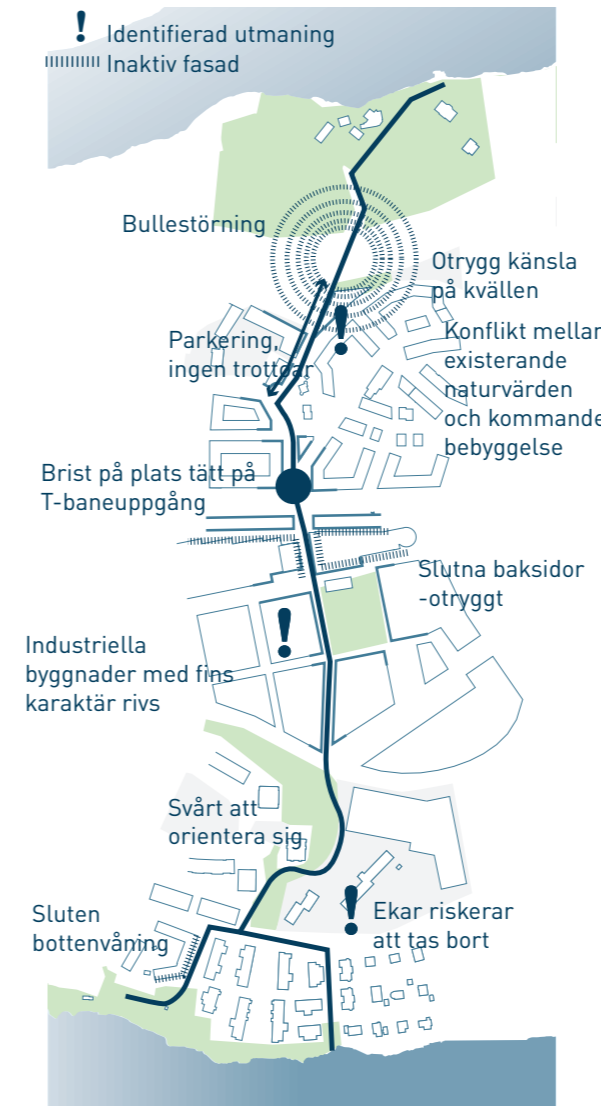 ! Identifierad utmaning
Inaktiv fasad
Bullestörning
Otrygg känsla
på kvällen
Parkering,
ingen trottoar
Konflikt mellan
existerande
naturvärden
och kommande
bebyggelse
Brist på plats tätt på
T-baneuppgång
Slutna baksidor
-otryggt
Industriella
byggnader med fins
karaktär rivs
Svårt att
orientera sig
Sluten
bottenvåning
Ekar riskerar
att tas bort